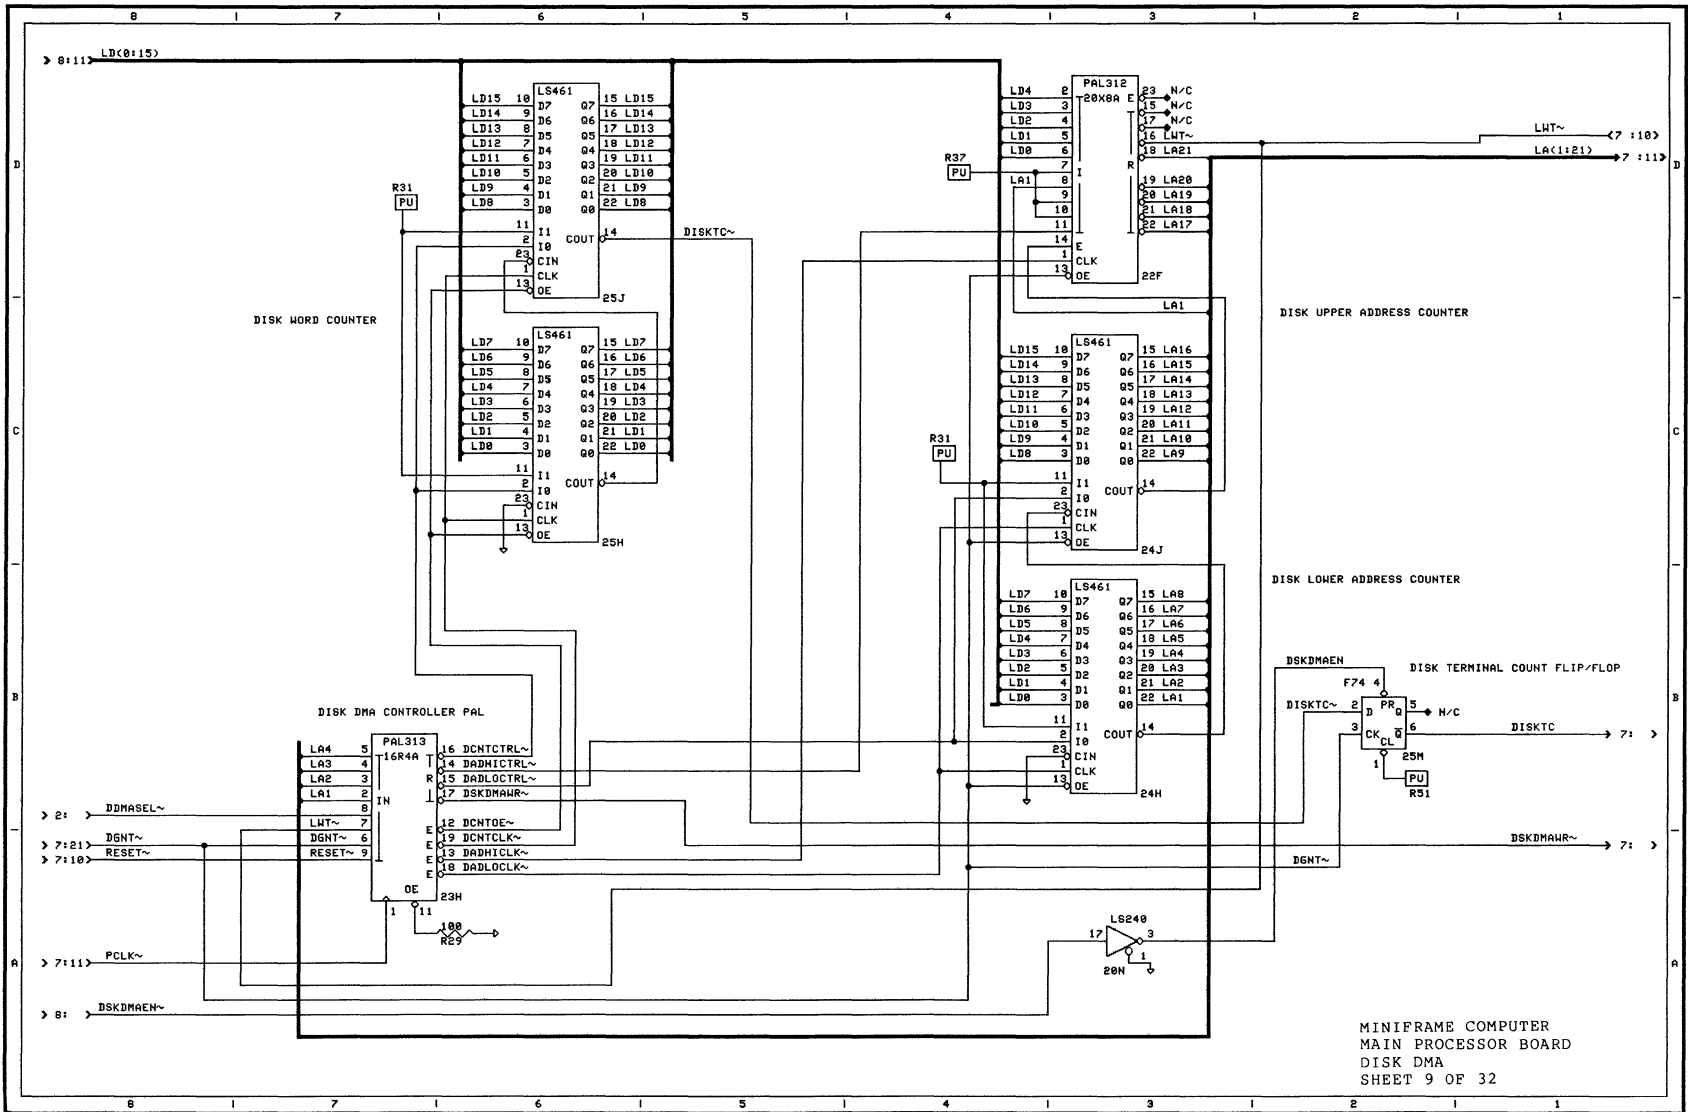 8 7 6 5 4 3 2 1
> 8:11> LD(0:15)
D
LS461
LD15 10 D7 Q7 15 LD15
LD14 9 D6 Q6 16 LD14
LD13 8 D5 Q5 17 LD13
LD12 7 D4 Q4 18 LD12
LD11 6 D3 Q3 19 LD11
LD10 5 D2 Q2 20 LD10
LD9 4 D1 Q1 21 LD9
LD8 3 D0 Q0 22 LD8
11 I1
2 I0 COUT 14 DISKTC~
23 CIN
1 CLK
13 OE
25J
R31
PU
DISK WORD COUNTER
LS461
LD7 10 D7 Q7 15 LD7
LD6 9 D6 Q6 16 LD6
LD5 8 D5 Q5 17 LD5
LD4 7 D4 Q4 18 LD4
LD3 6 D3 Q3 19 LD3
LD2 5 D2 Q2 20 LD2
LD1 4 D1 Q1 21 LD1
LD0 3 D0 Q0 22 LD0
11 I1
2 I0 COUT 14
23 CIN
1 CLK
13 OE
25H
PAL312
LD4 2 20X8A E 23 N/C
LD3 3 15 N/C
LD2 4 17 N/C
LD1 5 16 LWT~
LD0 6 18 LA21
7 I R
LA1 8 19 LA20
9 20 LA19
10 21 LA18
11 22 LA17
14 E
1 CLK
13 OE
22F
R37
PU
LWT~ <7 :10>
LA(1:21) >7 :11>
D
LA1
DISK UPPER ADDRESS COUNTER
LS461
LD15 10 D7 Q7 15 LA16
LD14 9 D6 Q6 16 LA15
LD13 8 D5 Q5 17 LA14
LD12 7 D4 Q4 18 LA13
LD11 6 D3 Q3 19 LA12
LD10 5 D2 Q2 20 LA11
LD9 4 D1 Q1 21 LA10
LD8 3 D0 Q0 22 LA9
11 I1
2 I0 COUT 14
23 CIN
1 CLK
13 OE
24J
R31
PU
C C
DISK LOWER ADDRESS COUNTER
LS461
LD7 10 D7 Q7 15 LA8
LD6 9 D6 Q6 16 LA7
LD5 8 D5 Q5 17 LA6
LD4 7 D4 Q4 18 LA5
LD3 6 D3 Q3 19 LA4
LD2 5 D2 Q2 20 LA3
LD1 4 D1 Q1 21 LA2
LD0 3 D0 Q0 22 LA1
11 I1
2 I0 COUT 14
23 CIN
1 CLK
13 OE
24H
B B
DSKDMAEN
DISK TERMINAL COUNT FLIP/FLOP
F74 4
DISKTC~ 2 D PR Q 5 N/C
3 CK CL Q 6 DISKTC > 7: >
1 25M
PU
R51
DISK DMA CONTROLLER PAL
PAL313
LA4 5 16R4A 16 DCNTCTRL~
LA3 4 14 DADHICTRL~
LA2 3 R 15 DADLOCTRL~
LA1 2 IN 17 DSKDMAWR~
> 2: > DDMASEL~ 8
LWT~ 7 E 12 DCNTOE~
> 7:21> DGNT~ DGNT~ 6 E 19 DCNTCLK~
> 7:10> RESET~ RESET~ 9 E 13 DADHICLK~
E 18 DADLOCLK~
OE
23H
1 11
100
R29
DSKDMAWR~ > 7: >
DGNT~
LS240
17 3
1
20N
A A
> 7:11> PCLK~
> 8: > DSKDMAEN~
MINIFRAME COMPUTER
MAIN PROCESSOR BOARD
DISK DMA
SHEET 9 OF 32
8 7 6 5 4 3 2 1